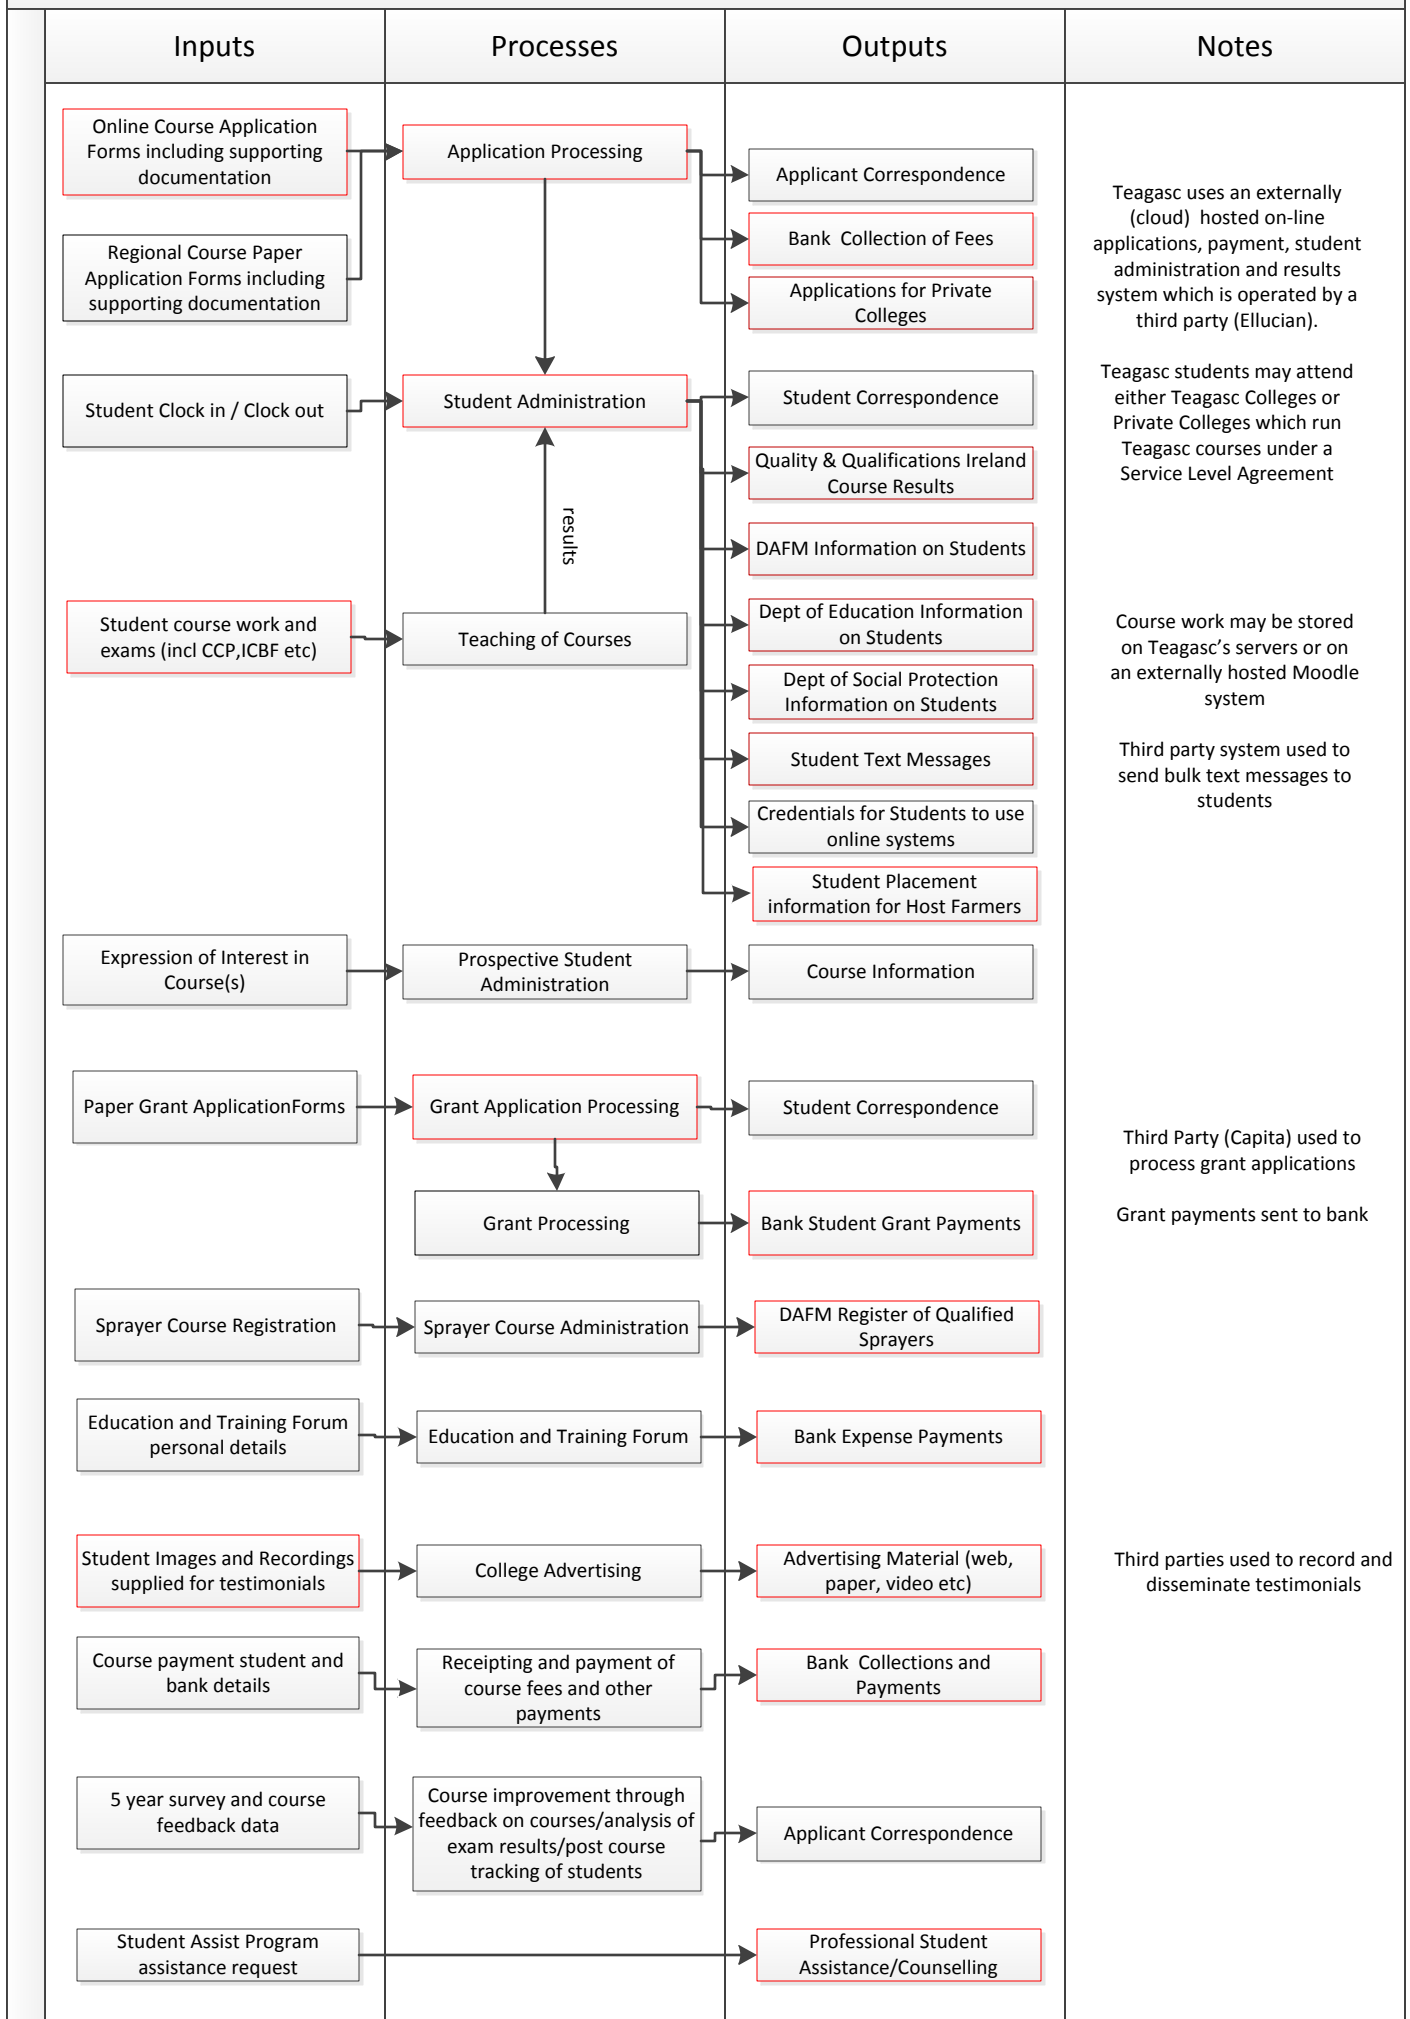 Inputs
Processes
Outputs
Notes
Online Course Application
Forms including supporting
documentation
Application Processing
Applicant Correspondence
Bank  Collection of Fees
Applications for Private
Colleges
Regional Course Paper
Application Forms including
supporting documentation
Teagasc uses an externally
(cloud)  hosted on-line
applications, payment, student
administration and results
system which is operated by a
third party (Ellucian).
Teagasc students may attend
either Teagasc Colleges or
Private Colleges which run
Teagasc courses under a
Service Level Agreement
Student Clock in / Clock out
Student Administration
Student Correspondence
Quality & Qualifications Ireland
Course Results
results
DAFM Information on Students
Student course work and
exams (incl CCP,ICBF etc)
Teaching of Courses
Dept of Education Information
on Students
Dept of Social Protection
Information on Students
Student Text Messages
Credentials for Students to use
online systems
Student Placement
information for Host Farmers
Course work may be stored
on Teagasc’s servers or on
an externally hosted Moodle
system
Third party system used to
send bulk text messages to
students
Expression of Interest in
Course(s)
Prospective Student
Administration
Course Information
Paper Grant ApplicationForms
Grant Application Processing
Student Correspondence
Third Party (Capita) used to
process grant applications
Grant Processing
Bank Student Grant Payments
Grant payments sent to bank
Sprayer Course Registration
Sprayer Course Administration
DAFM Register of Qualified
Sprayers
Education and Training Forum
personal details
Education and Training Forum
Bank Expense Payments
Student Images and Recordings
supplied for testimonials
College Advertising
Advertising Material (web,
paper, video etc)
Third parties used to record and
disseminate testimonials
Course payment student and
bank details
Receipting and payment of
course fees and other
payments
Bank  Collections and
Payments
5 year survey and course
feedback data
Course improvement through
feedback on courses/analysis of
exam results/post course
tracking of students
Applicant Correspondence
Student Assist Program
assistance request
Professional Student
Assistance/Counselling